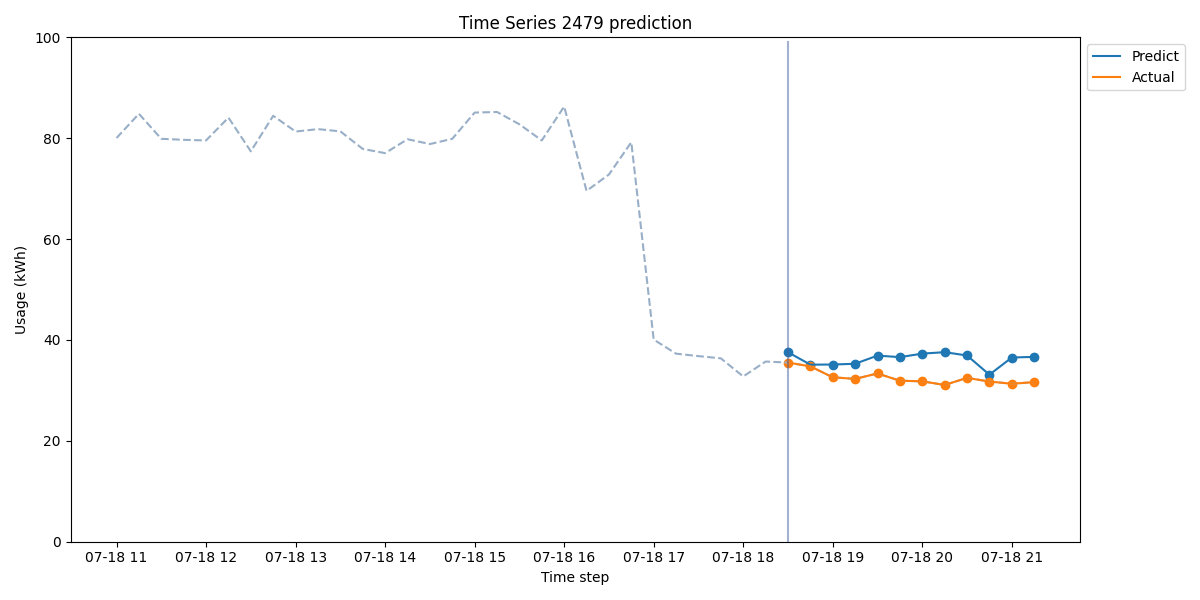 Time Series 2479 prediction
Predict
Actual
100
80
60
40
20
0
Usage (kWh)
07-18 11 07-18 12 07-18 13 07-18 14 07-18 15 07-18 16 07-18 17 07-18 18 07-18 19 07-18 20 07-18 21
Time step